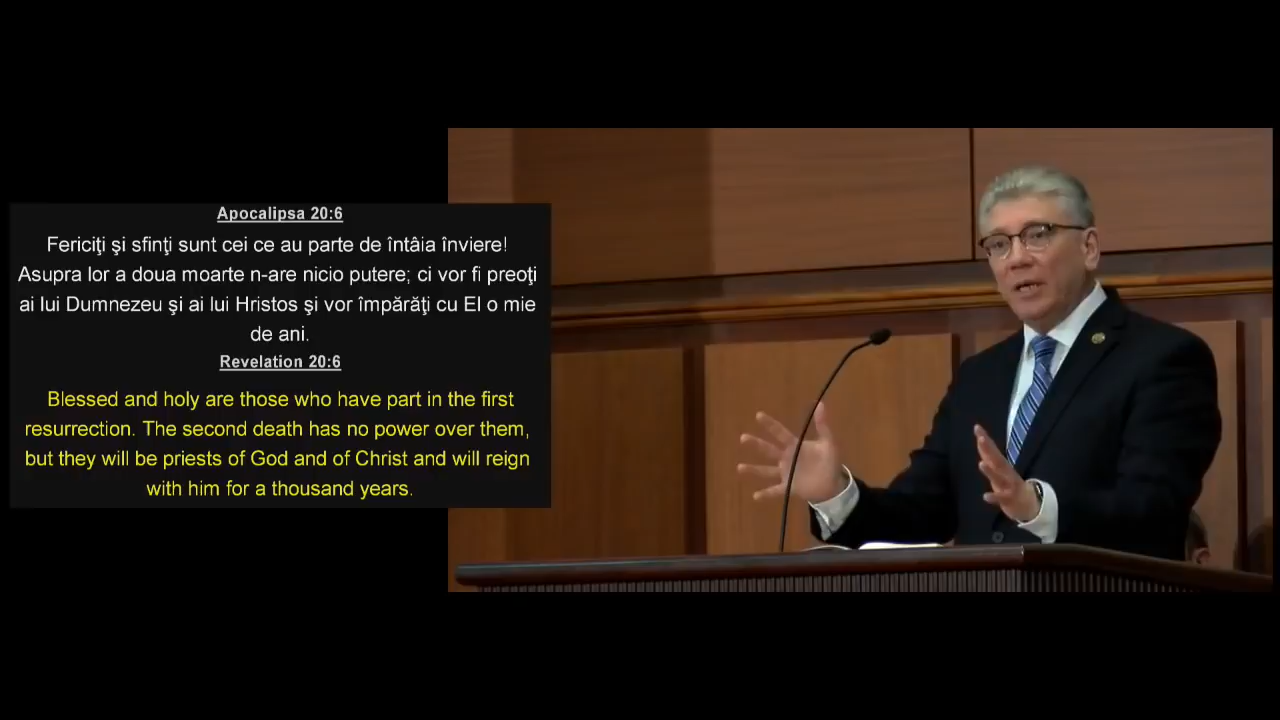 Apocalipsa 20:6
Fericiţi şi sfinţi sunt cei ce au parte de întâia înviere!
Asupra lor a doua moarte n-are nicio putere; ci vor fi preoţi
ai lui Dumnezeu şi ai lui Hristos şi vor împărăţi cu El o mie
de ani.
Revelation 20:6
Blessed and holy are those who have part in the first
resurrection. The second death has no power over them,
but they will be priests of God and of Christ and will reign
with him for a thousand years.